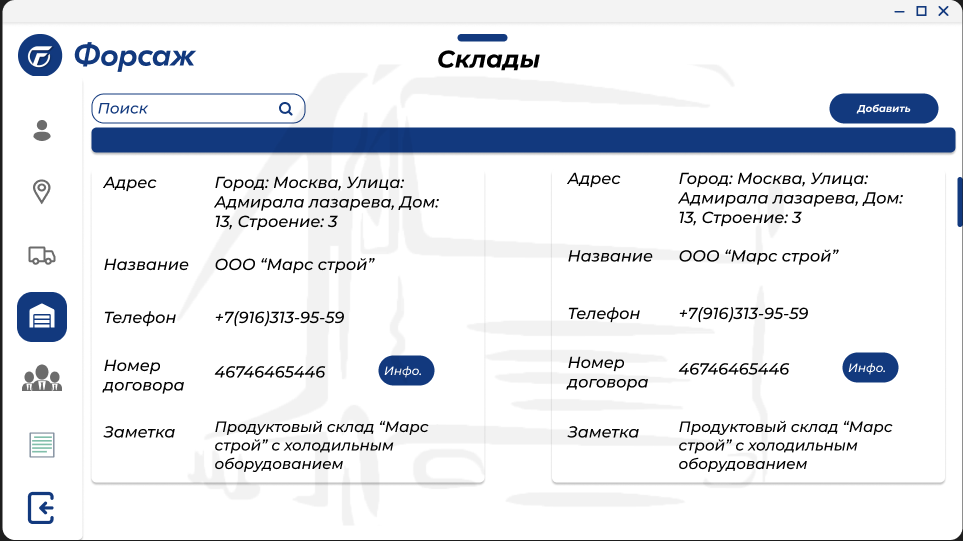 Форсаж
Склады
Поиск
Добавить
Адрес
Город: Москва, Улица:
Адмирала лазарева, Дом:
13, Строение: 3
Название
ООО “Марс строй”
Телефон
+7(916)313-95-59
Номер
договора
46746465446
Инфо.
Заметка
Продуктовый склад “Марс
строй” с холодильным
оборудованием
Адрес
Город: Москва, Улица:
Адмирала лазарева, Дом:
13, Строение: 3
Название
ООО “Марс строй”
Телефон
+7(916)313-95-59
Номер
договора
46746465446
Инфо.
Заметка
Продуктовый склад “Марс
строй” с холодильным
оборудованием